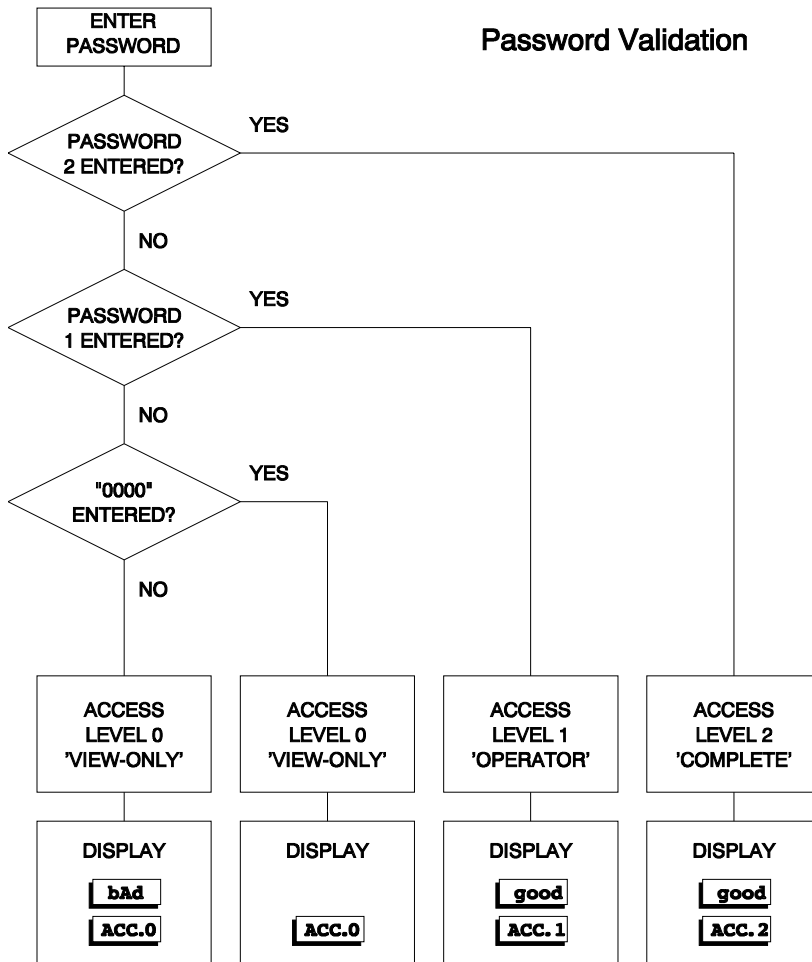 ENTER
PASSWORD
Password Validation
PASSWORD
2 ENTERED?
YES
NO
PASSWORD
1 ENTERED?
YES
NO
"0000"
ENTERED?
YES
NO
ACCESS
LEVEL 0
'VIEW-ONLY'
ACCESS
LEVEL 0
'VIEW-ONLY'
ACCESS
LEVEL 1
'OPERATOR'
ACCESS
LEVEL 2
'COMPLETE'
DISPLAY
bAd
ACC.0
DISPLAY
ACC.0
DISPLAY
good
ACC.1
DISPLAY
good
ACC.2